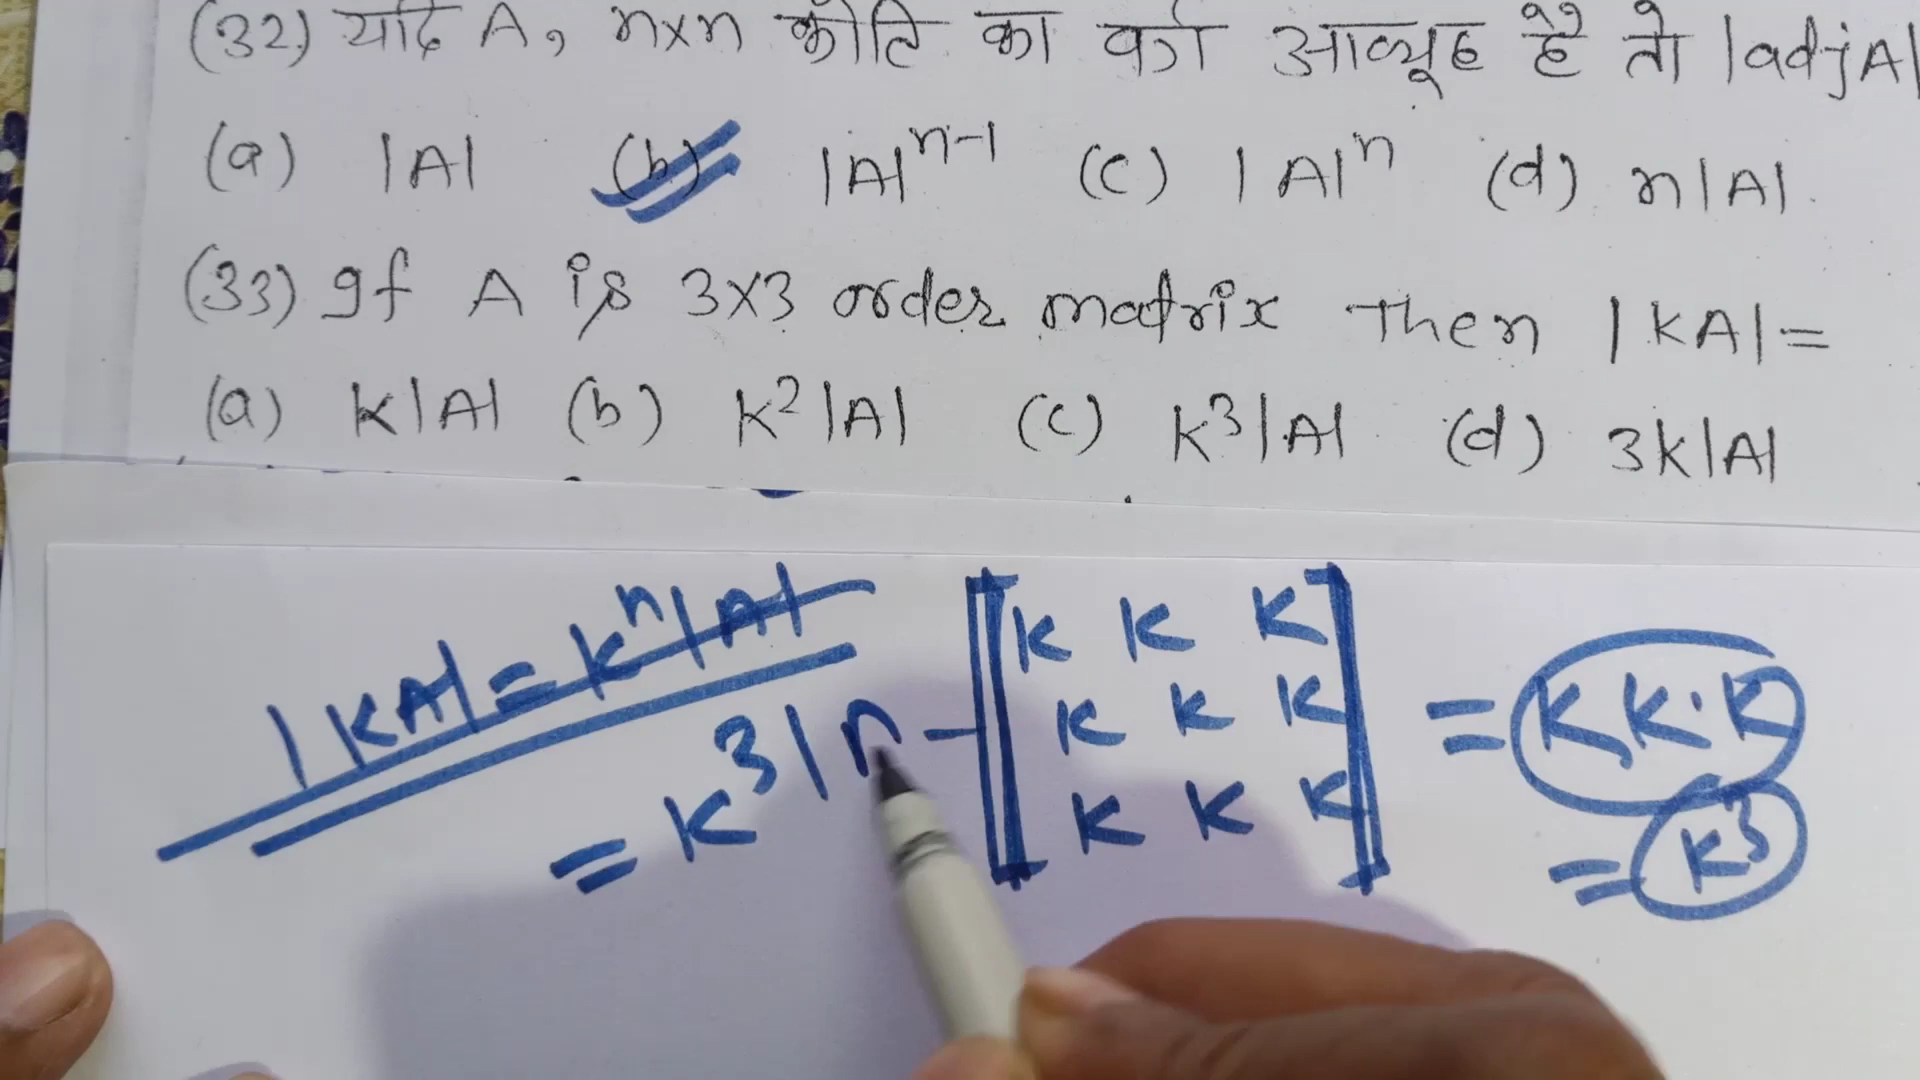 (32) यदि A, n×n कोटि का वर्ग आव्यूह है तो |adjA|
(a) |A| (b) |A|ⁿ⁻¹ (c) |A|ⁿ (d) n|A|.
(33) If A is 3×3 order matrix Then |KA|=
(a) K|A| (b) K²|A| (c) K³|A| (d) 3K|A|
|KA| = Kⁿ|A|
= K³|
K K K
K K K
K K K
= K K·K
= K³